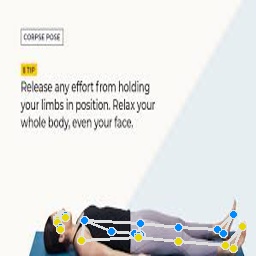 CORPSE POSE
TIP
Release any effort from holding
your limbs in position. Relax your
whole body, even your face.